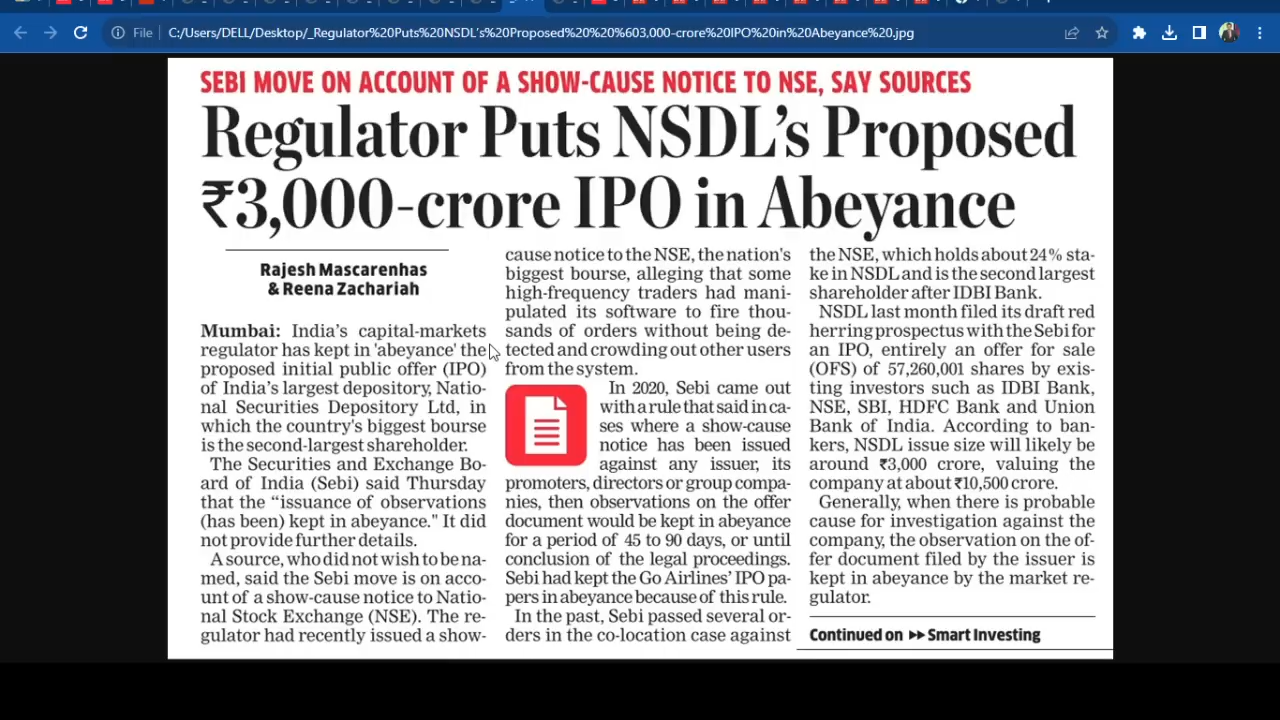 File
C:/Users/DELL/Desktop/_Regulator%20Puts%20NSDL's%20Proposed%20%20%603,000-crore%20IPO%20in%20Abeyance%20.jpg
SEBI MOVE ON ACCOUNT OF A SHOW-CAUSE NOTICE TO NSE, SAY SOURCES
Regulator Puts NSDL's Proposed
₹3,000-crore IPO in Abeyance
Rajesh Mascarenhas
& Reena Zachariah
Mumbai: India's capital-markets
regulator has kept in 'abeyance' the
proposed initial public offer (IPO)
of India's largest depository, Natio-
nal Securities Depository Ltd, in
which the country's biggest bourse
is the second-largest shareholder.
The Securities and Exchange Bo-
ard of India (Sebi) said Thursday
that the “issuance of observations
(has been) kept in abeyance." It did
not provide further details.
A source, who did not wish to be na-
med, said the Sebi move is on acco-
unt of a show-cause notice to Natio-
nal Stock Exchange (NSE). The re-
gulator had recently issued a show-
cause notice to the NSE, the nation's
biggest bourse, alleging that some
high-frequency traders had mani-
pulated its software to fire thou-
sands of orders without being de-
tected and crowding out other users
from the system.
In 2020, Sebi came out
with a rule that said in ca-
ses where a show-cause
notice has been issued
against any issuer, its
promoters, directors or group compa-
nies, then observations on the offer
document would be kept in abeyance
for a period of 45 to 90 days, or until
conclusion of the legal proceedings.
Sebi had kept the Go Airlines' IPO pa-
pers in abeyance because of this rule.
In the past, Sebi passed several or-
ders in the co-location case against
the NSE, which holds about 24% sta-
ke in NSDL and is the second largest
shareholder after IDBI Bank.
NSDL last month filed its draft red
herring prospectus with the Sebi for
an IPO, entirely an offer for sale
(OFS) of 57,260,001 shares by exis-
ting investors such as IDBI Bank,
NSE, SBI, HDFC Bank and Union
Bank of India. According to ban-
kers, NSDL issue size will likely be
around ₹3,000 crore, valuing the
company at about ₹10,500 crore.
Generally, when there is probable
cause for investigation against the
company, the observation on the of-
fer document filed by the issuer is
kept in abeyance by the market re-
gulator.
Continued on Smart Investing